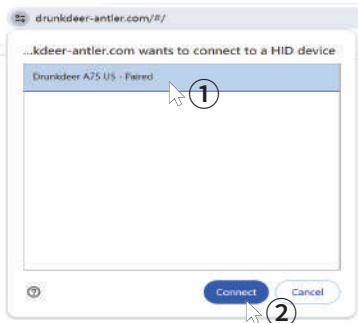 drunkdeer-antler.com/#/
...kdeer-antler.com wants to connect to a HID device
Drunkdeer A75 US - Paired
①
Connect
Cancel
②